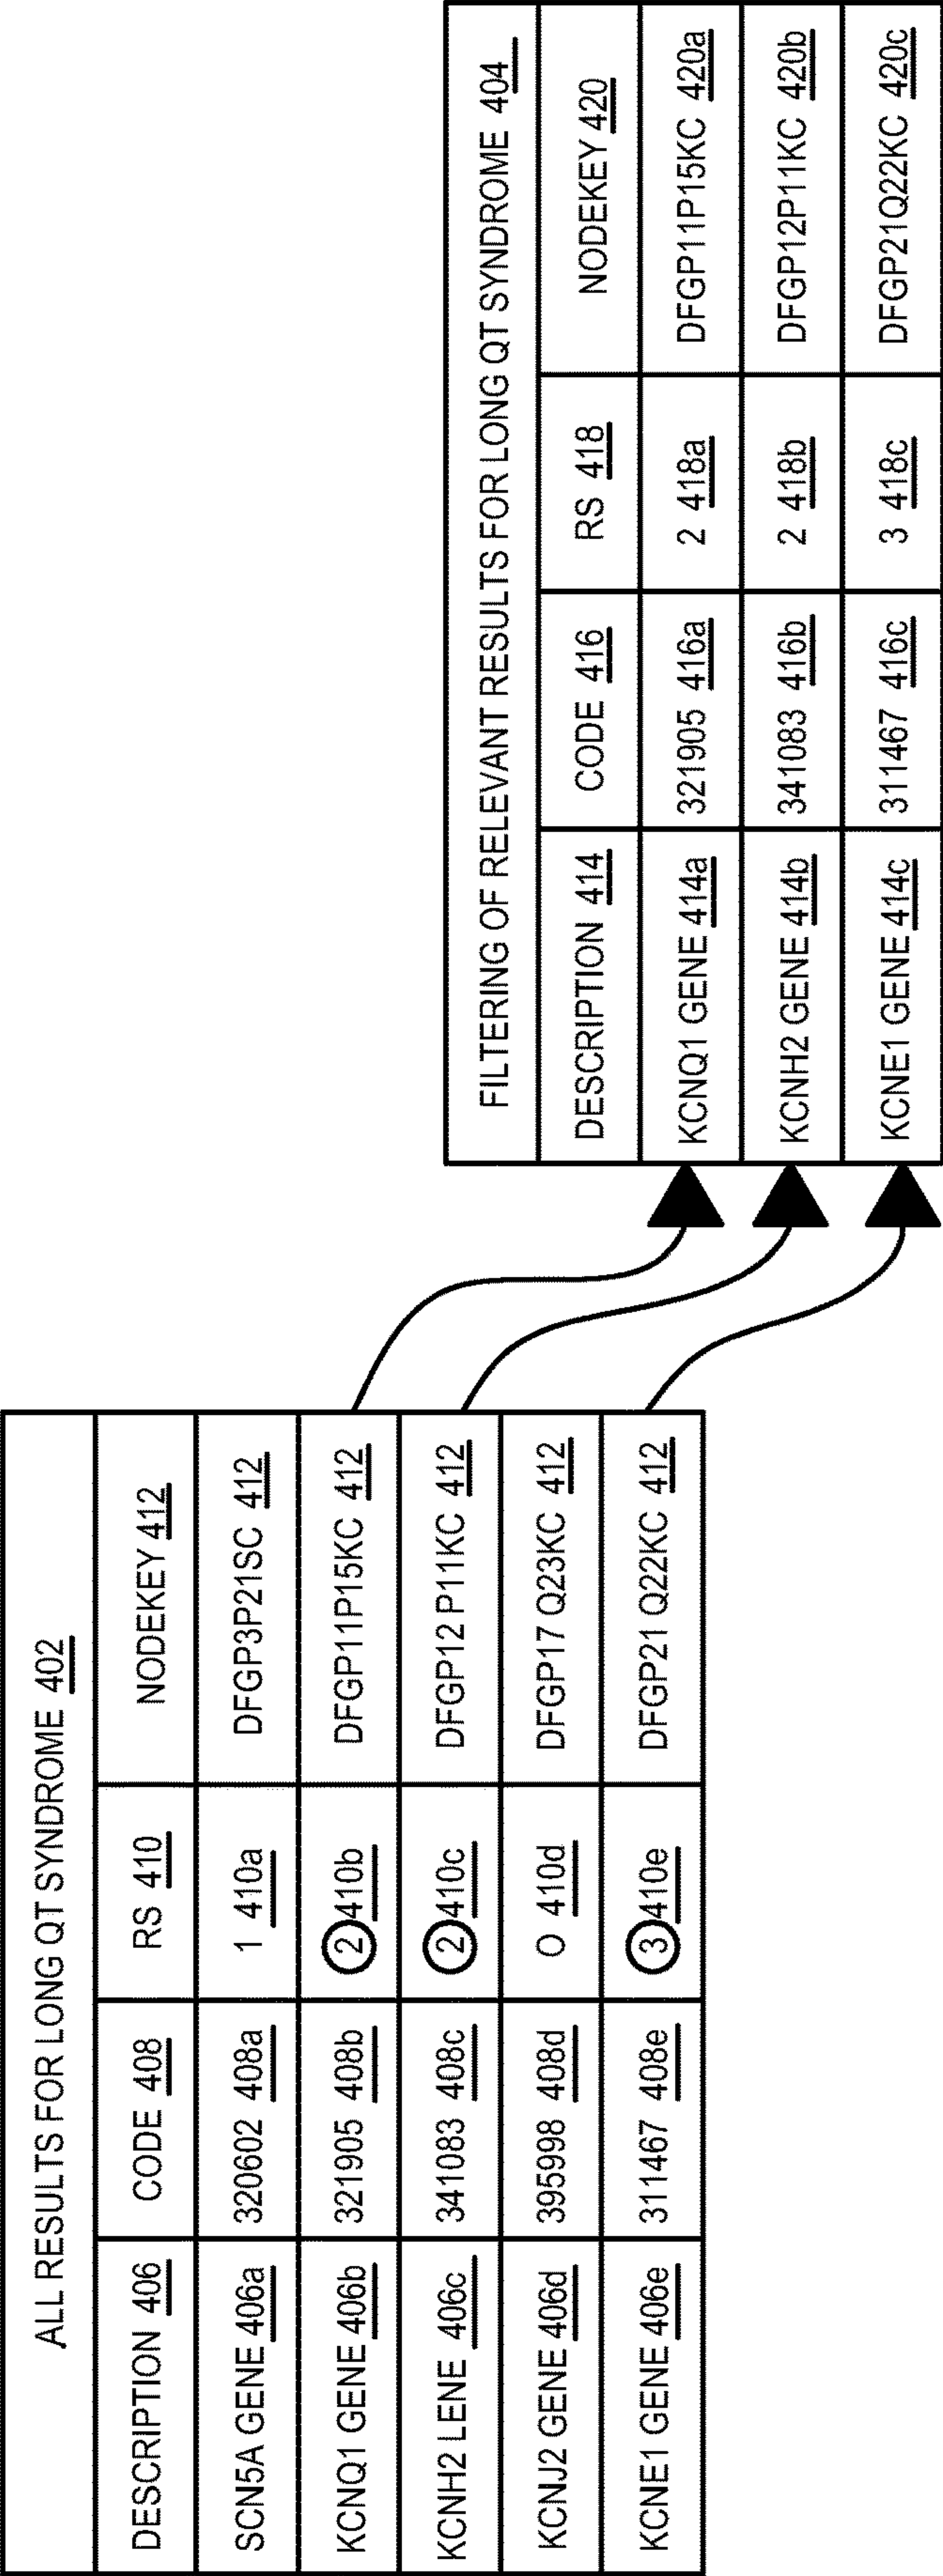 ALL RESULTS FOR LONG QT SYNDROME 402
DESCRIPTION 406 CODE 408 RS 410 NODEKEY 412
SCN5A GENE 406a 320602 408a 1 410a DFGP3P21SC 412
KCNQ1 GENE 406b 321905 408b 2 410b DFGP11P15KC 412
KCNH2 LENE 406c 341083 408c 2 410c DFGP12 P11KC 412
KCNJ2 GENE 406d 395998 408d O 410d DFGP17 Q23KC 412
KCNE1 GENE 406e 311467 408e 3 410e DFGP21 Q22KC 412
FILTERING OF RELEVANT RESULTS FOR LONG QT SYNDROME 404
DESCRIPTION 414 CODE 416 RS 418 NODEKEY 420
KCNQ1 GENE 414a 321905 416a 2 418a DFGP11P15KC 420a
KCNH2 GENE 414b 341083 416b 2 418b DFGP12P11KC 420b
KCNE1 GENE 414c 311467 416c 3 418c DFGP21Q22KC 420c